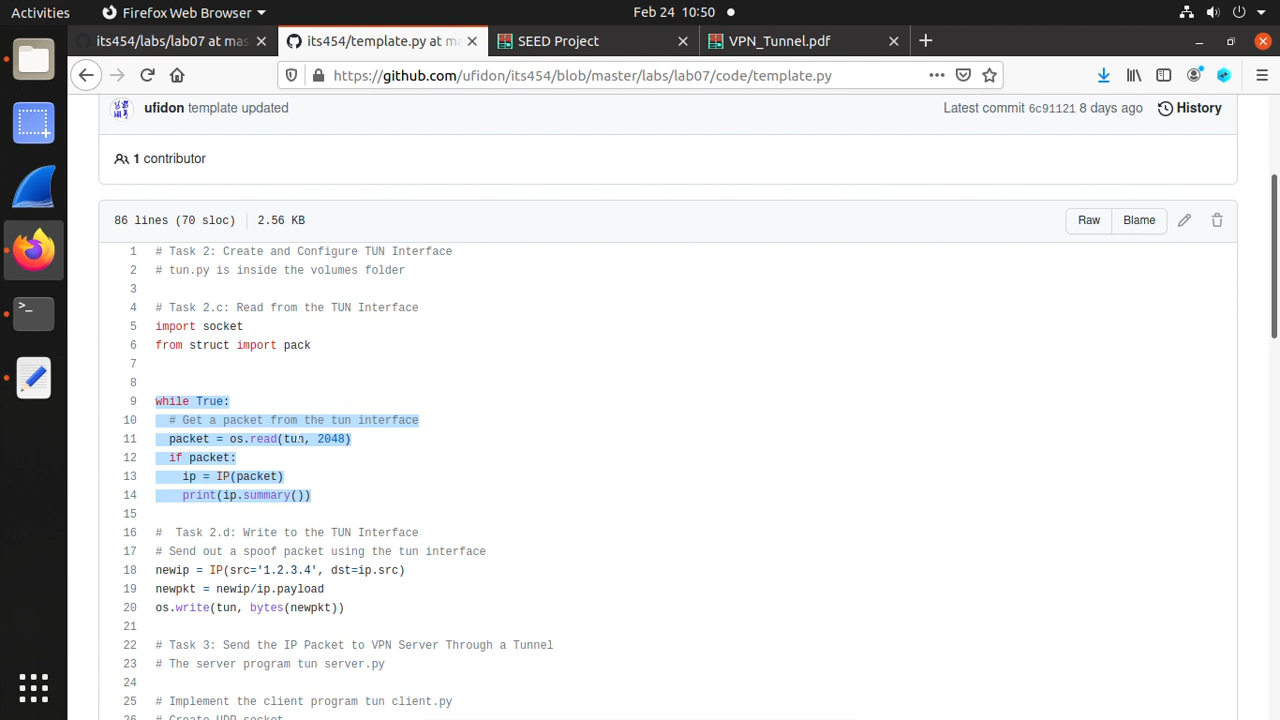 Activities Firefox Web Browser Feb 24 10:50
its454/labs/lab07 at mas its454/template.py at ma SEED Project VPN_Tunnel.pdf
https://github.com/ufidon/its454/blob/master/labs/lab07/code/template.py
ufidon template updated Latest commit 6c91121 8 days ago History
1 contributor
86 lines (70 sloc) 2.56 KB Raw Blame
1 # Task 2: Create and Configure TUN Interface
2 # tun.py is inside the volumes folder
3
4 # Task 2.c: Read from the TUN Interface
5 import socket
6 from struct import pack
7
8
9 while True:
10 # Get a packet from the tun interface
11 packet = os.read(tun, 2048)
12 if packet:
13 ip = IP(packet)
14 print(ip.summary())
15
16 #  Task 2.d: Write to the TUN Interface
17 # Send out a spoof packet using the tun interface
18 newip = IP(src='1.2.3.4', dst=ip.src)
19 newpkt = newip/ip.payload
20 os.write(tun, bytes(newpkt))
21
22 # Task 3: Send the IP Packet to VPN Server Through a Tunnel
23 # The server program tun server.py
24
25 # Implement the client program tun client.py
26 # Create UDP socket